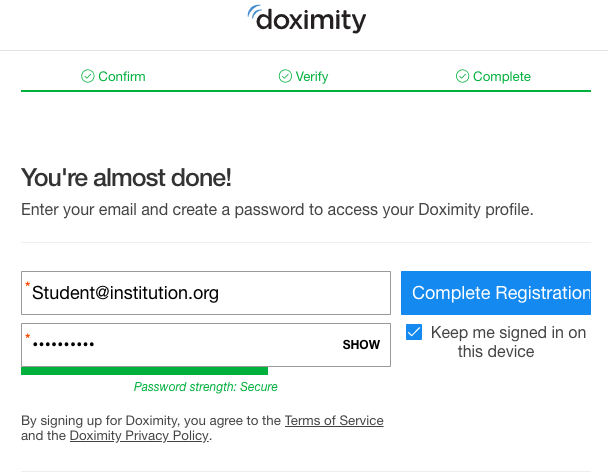 doximity
Confirm Verify Complete
You're almost done!
Enter your email and create a password to access your Doximity profile.
*Student@institution.org
Complete Registration
*•••••••••• SHOW
Keep me signed in on
this device
Password strength: Secure
By signing up for Doximity, you agree to the Terms of Service
and the Doximity Privacy Policy.